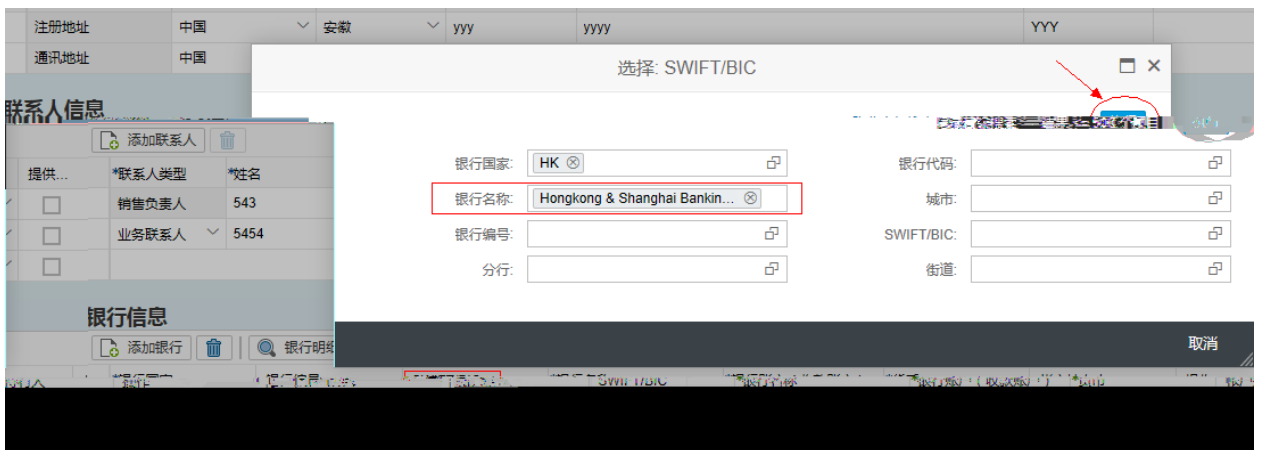 注册地址 中国 安徽 yyy yyyy YYY
通讯地址 中国
选择: SWIFT/BIC
联系人信息
添加联系人
银行国家: HK 银行代码:
提供... *联系人类型 *姓名
银行名称: Hongkong & Shanghai Bankin... 城市:
销售负责人 543
业务联系人 5454
银行编号: SWIFT/BIC:
分行: 街道:
银行信息
添加银行 银行明细
取消
SWIFT/BIC